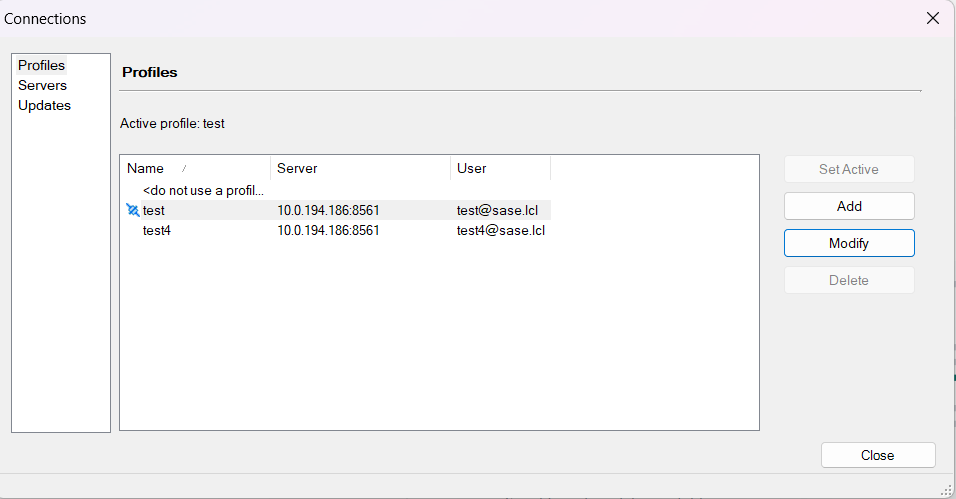 Connections
Profiles
Servers
Updates
Profiles
Active profile: test
Name Server User
<do not use a profil...
test 10.0.194.186:8561 test@sase.lcl
test4 10.0.194.186:8561 test4@sase.lcl
Set Active
Add
Modify
Delete
Close